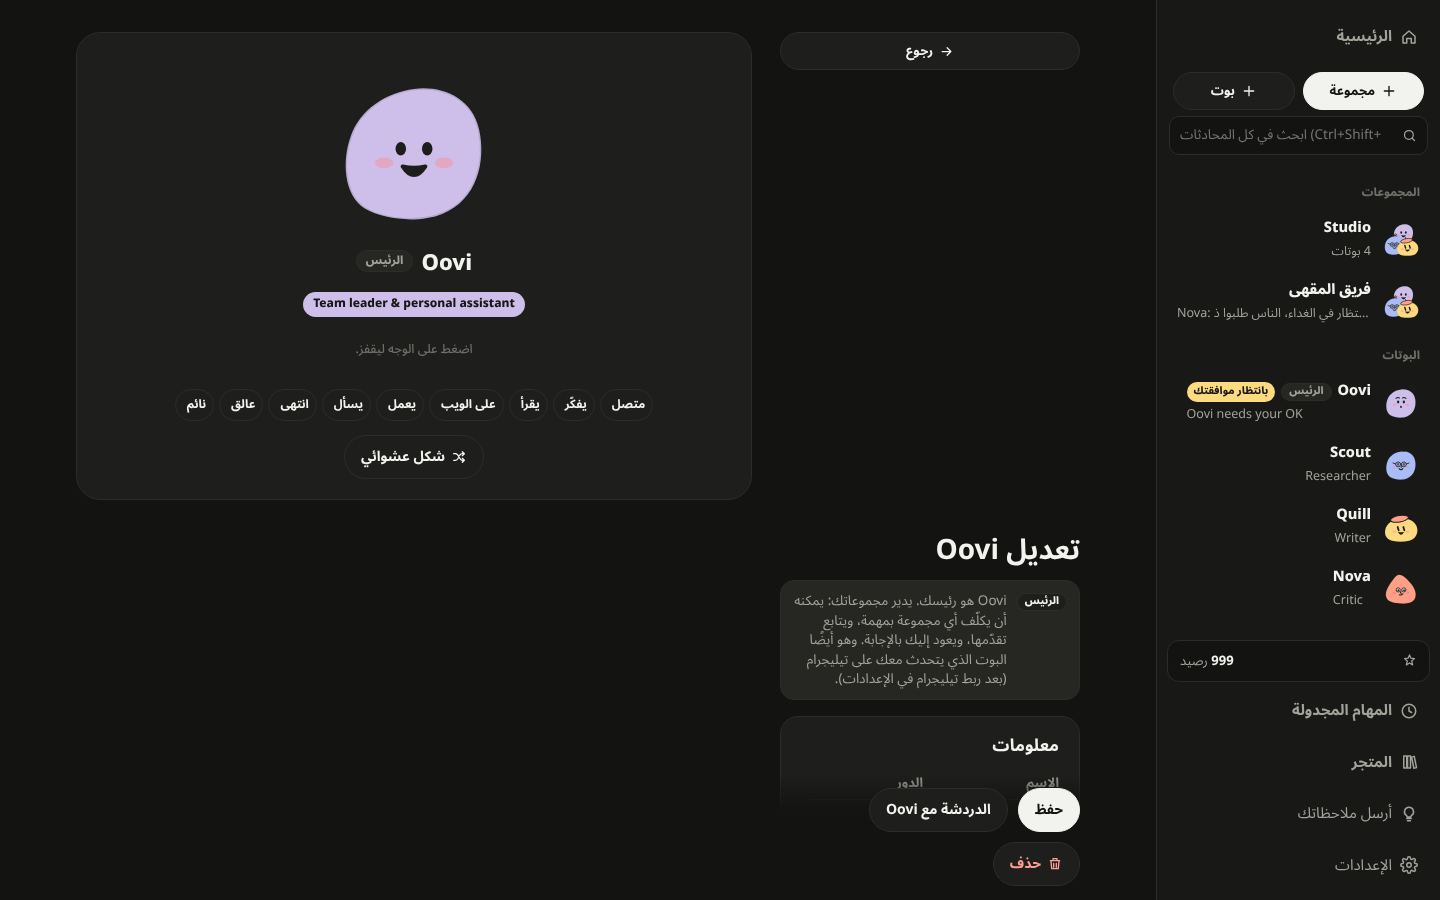 الرئيسية
مجموعة
بوت
ابحث في كل المحادثات (Ctrl+Shift+
المجموعات
Studio
4 بوتات
فريق المقهى
Nova: ستظار في الغداء، الناس طلبوا ذ...
البوتات
Oovi الرئيس بانتظار موافقتك
Oovi needs your OK
Scout
Researcher
Quill
Writer
Nova
Critic
999 رصيد
المهام المجدولة
المتجر
أرسل ملاحظاتك
الإعدادات
رجوع
Oovi الرئيس
Team leader & personal assistant
اضغط على الوجه ليقفز.
متصل يفكّر يقرأ على الويب يعمل يسأل انتهى عالق نائم
شكل عشوائي
تعديل Oovi
الرئيس
Oovi هو رئيسك. يدير مجموعاتك: يمكنه
أن يكلّف أي مجموعة بمهمة، ويتابع
تقدّمها، ويعود إليك بالإجابة. وهو أيضًا
البوت الذي يتحدث معك على تيليجرام
(بعد ربط تيليجرام في الإعدادات).
معلومات
الاسم الدور
حفظ
الدردشة مع Oovi
حذف